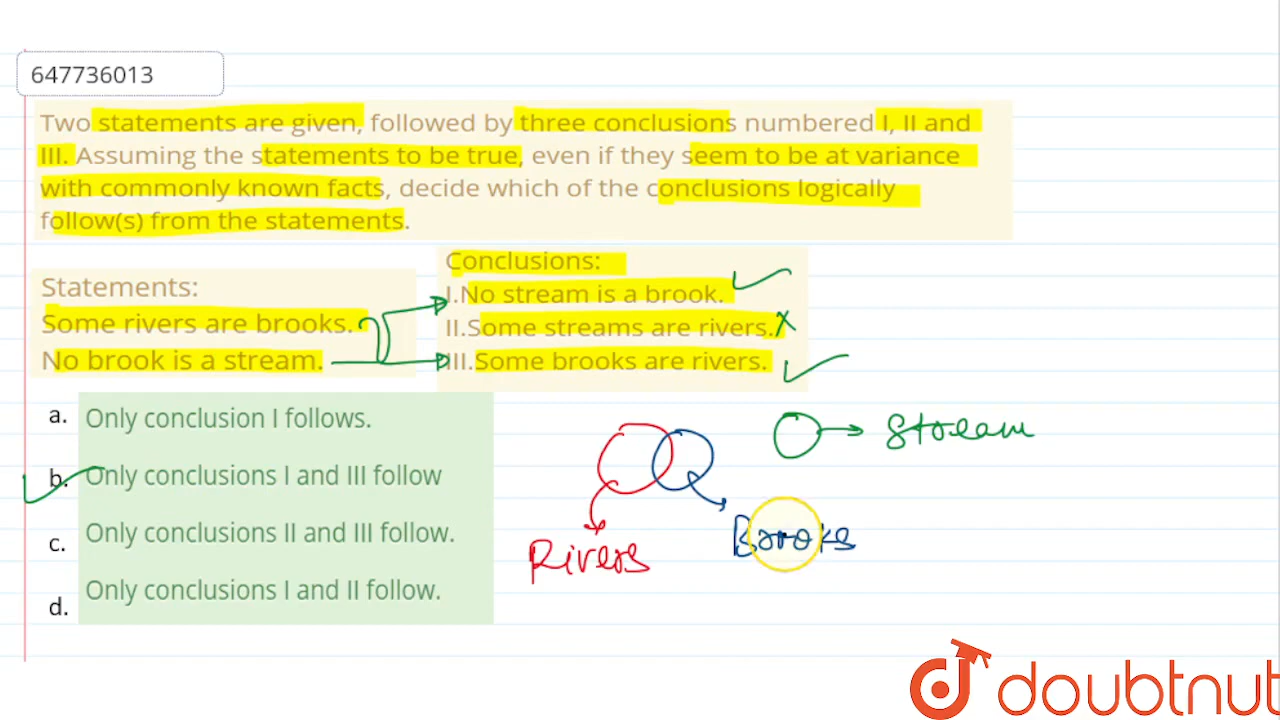 647736013
Two statements are given, followed by three conclusions numbered I, II and
III. Assuming the statements to be true, even if they seem to be at variance
with commonly known facts, decide which of the conclusions logically
follow(s) from the statements.
Statements:
Some rivers are brooks.
No brook is a stream.
Conclusions:
I.No stream is a brook.
II.Some streams are rivers.
III.Some brooks are rivers.
a. Only conclusion I follows.
b. Only conclusions I and III follow
c. Only conclusions II and III follow.
d. Only conclusions I and II follow.
Stream
Rivers
Brooks
doubtnut